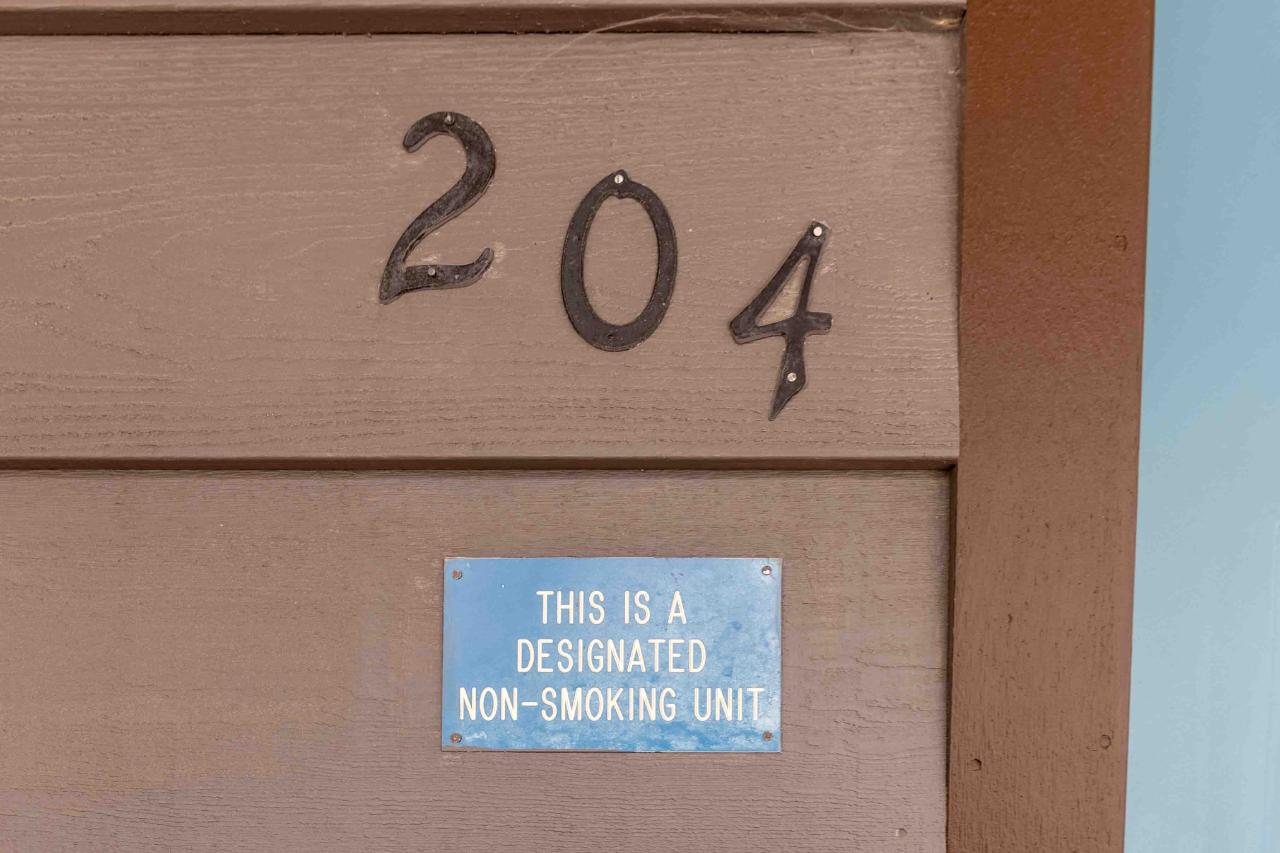 204
THIS IS A
DESIGNATED
NON-SMOKING UNIT